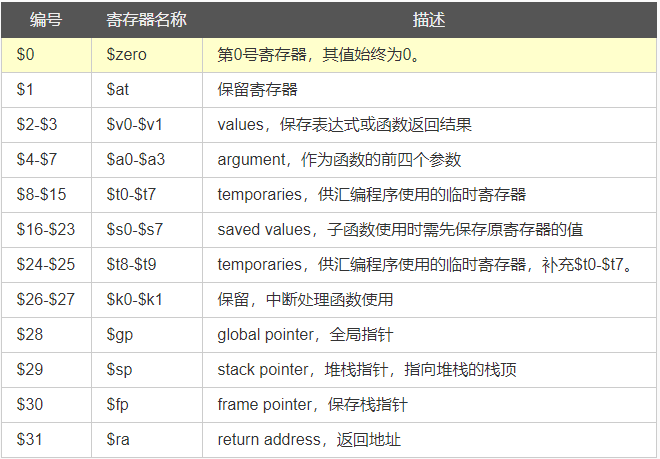 编号 寄存器名称 描述
$0 $zero 第0号寄存器，其值始终为0。
$1 $at 保留寄存器
$2-$3 $v0-$v1 values，保存表达式或函数返回结果
$4-$7 $a0-$a3 argument，作为函数的前四个参数
$8-$15 $t0-$t7 temporaries，供汇编程序使用的临时寄存器
$16-$23 $s0-$s7 saved values，子函数使用时需先保存原寄存器的值
$24-$25 $t8-$t9 temporaries，供汇编程序使用的临时寄存器，补充$t0-$t7。
$26-$27 $k0-$k1 保留，中断处理函数使用
$28 $gp global pointer，全局指针
$29 $sp stack pointer，堆栈指针，指向堆栈的栈顶
$30 $fp frame pointer，保存栈指针
$31 $ra return address，返回地址